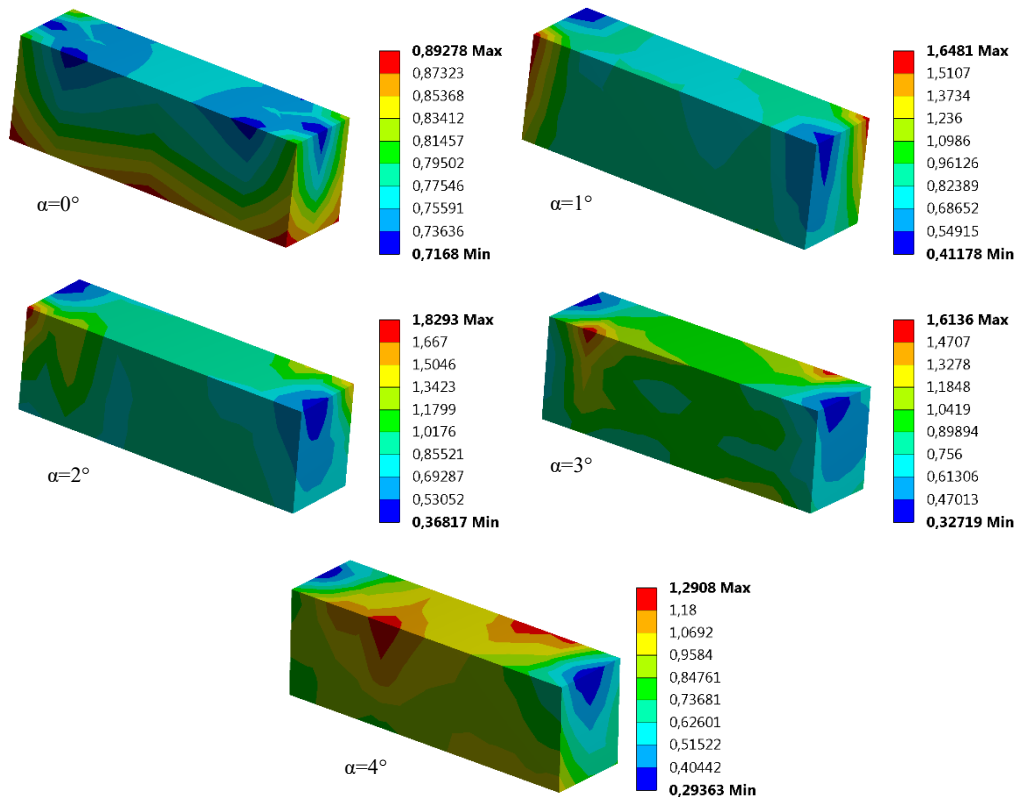 0,89278 Max
0,87323
0,85368
0,83412
0,81457
0,79502
0,77546
0,75591
0,73636
0,7168 Min
α=0°
1,6481 Max
1,5107
1,3734
1,236
1,0986
0,96126
0,82389
0,68652
0,54915
0,41178 Min
α=1°
1,8293 Max
1,667
1,5046
1,3423
1,1799
1,0176
0,85521
0,69287
0,53052
0,36817 Min
α=2°
1,6136 Max
1,4707
1,3278
1,1848
1,0419
0,89894
0,756
0,61306
0,47013
0,32719 Min
α=3°
1,2908 Max
1,18
1,0692
0,9584
0,84761
0,73681
0,62601
0,51522
0,40442
0,29363 Min
α=4°